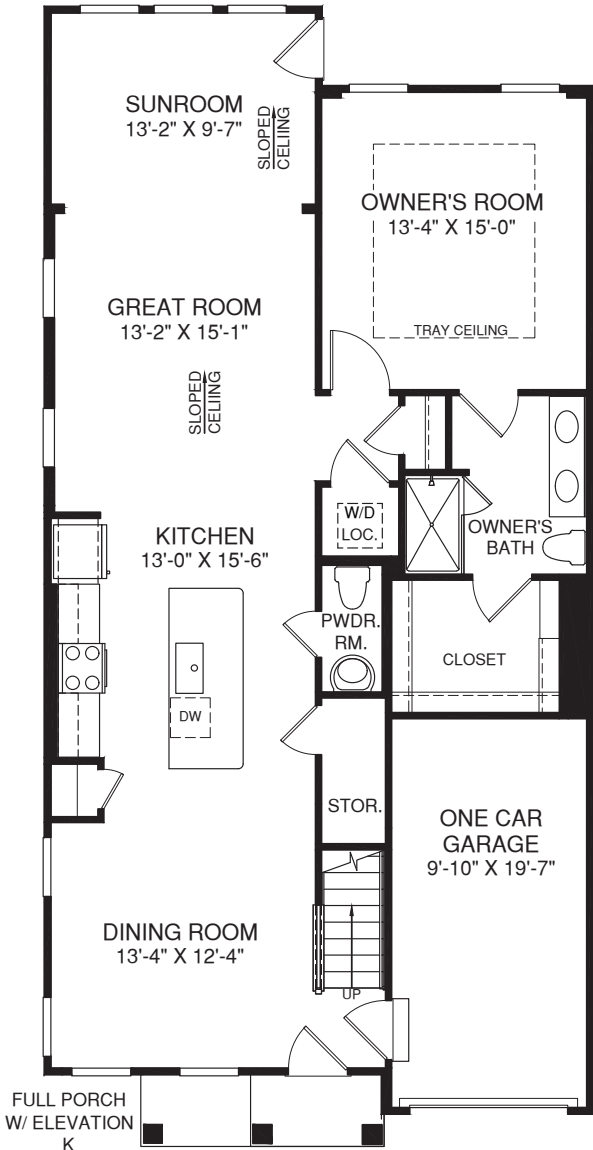 SUNROOM
13'-2" X 9'-7"
SLOPED
CELIING
OWNER'S ROOM
13'-4" X 15'-0"
TRAY CEILING
GREAT ROOM
13'-2" X 15'-1"
SLOPED
CELIING
KITCHEN
13'-0" X 15'-6"
W/D
LOC.
OWNER'S
BATH
PWDR.
RM.
CLOSET
DW
STOR.
ONE CAR
GARAGE
9'-10" X 19'-7"
DINING ROOM
13'-4" X 12'-4"
UP
FULL PORCH
W/ ELEVATION
K